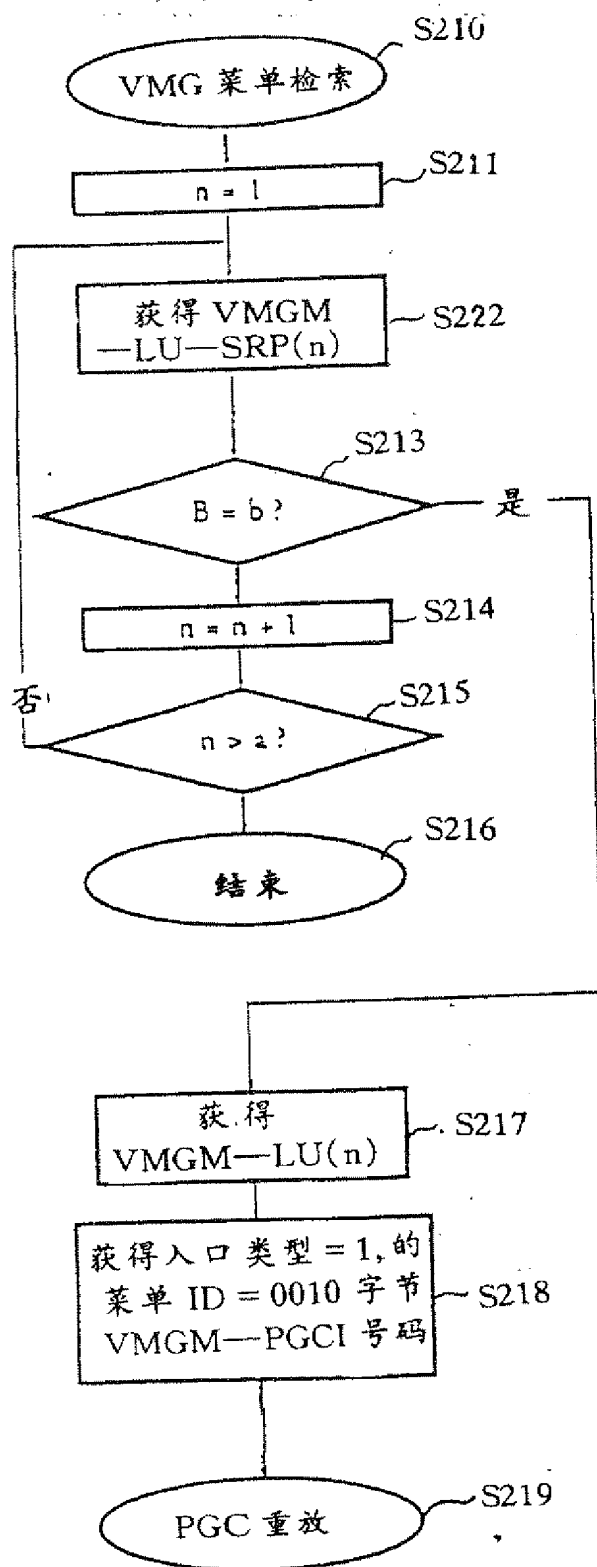 S210
VMG 菜单检索
S211
n = 1
获得 VMGM
—LU—SRP(n)
S222
S213
B = b?
是
S214
n = n + 1
否
S215
n > a?
S216
结束
获得
VMGM—LU(n)
S217
获得入口类型 = 1, 的
菜单 ID = 0010 字节
VMGM—PGCI 号码
S218
S219
PGC 重放